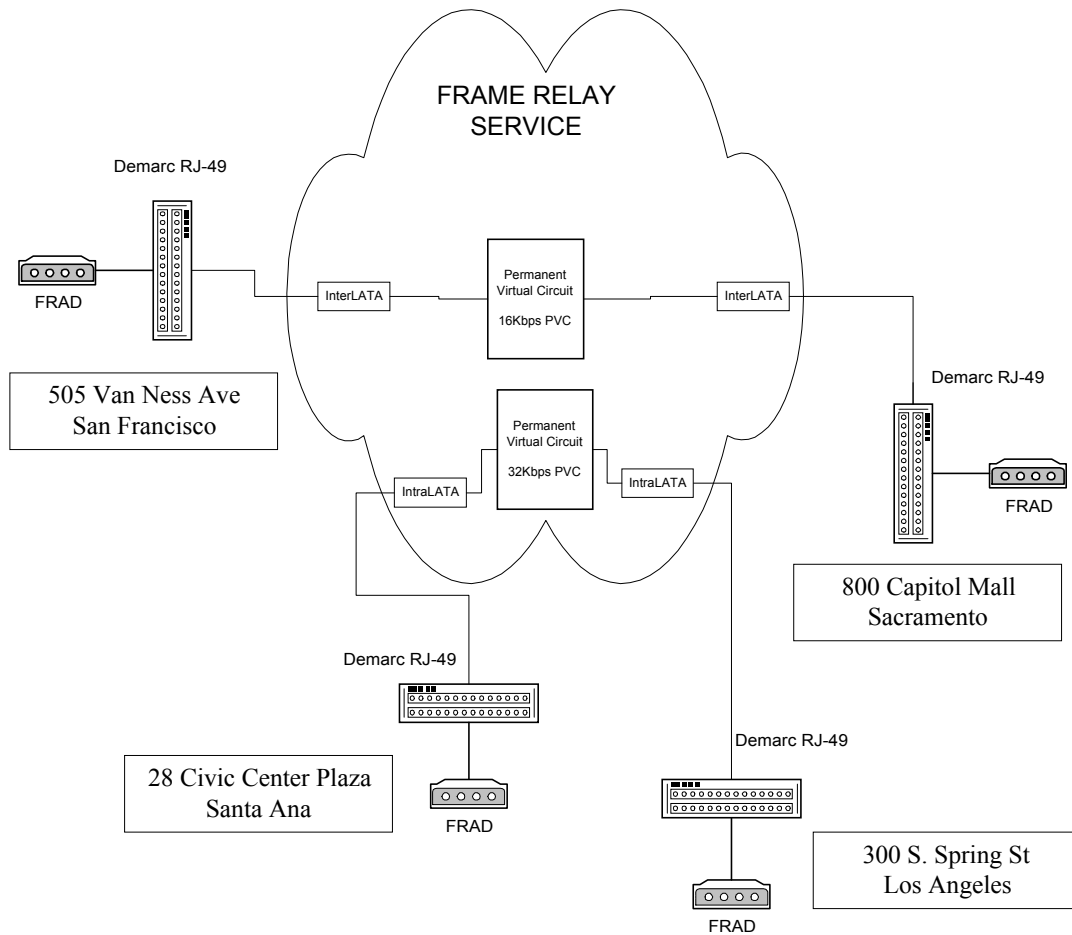 FRAME RELAY
SERVICE
Demarc RJ-49
FRAD
InterLATA
Permanent
Virtual Circuit
16Kbps PVC
InterLATA
505 Van Ness Ave
San Francisco
Demarc RJ-49
FRAD
Permanent
Virtual Circuit
32Kbps PVC
IntraLATA
IntraLATA
800 Capitol Mall
Sacramento
Demarc RJ-49
28 Civic Center Plaza
Santa Ana
FRAD
Demarc RJ-49
300 S. Spring St
Los Angeles
FRAD